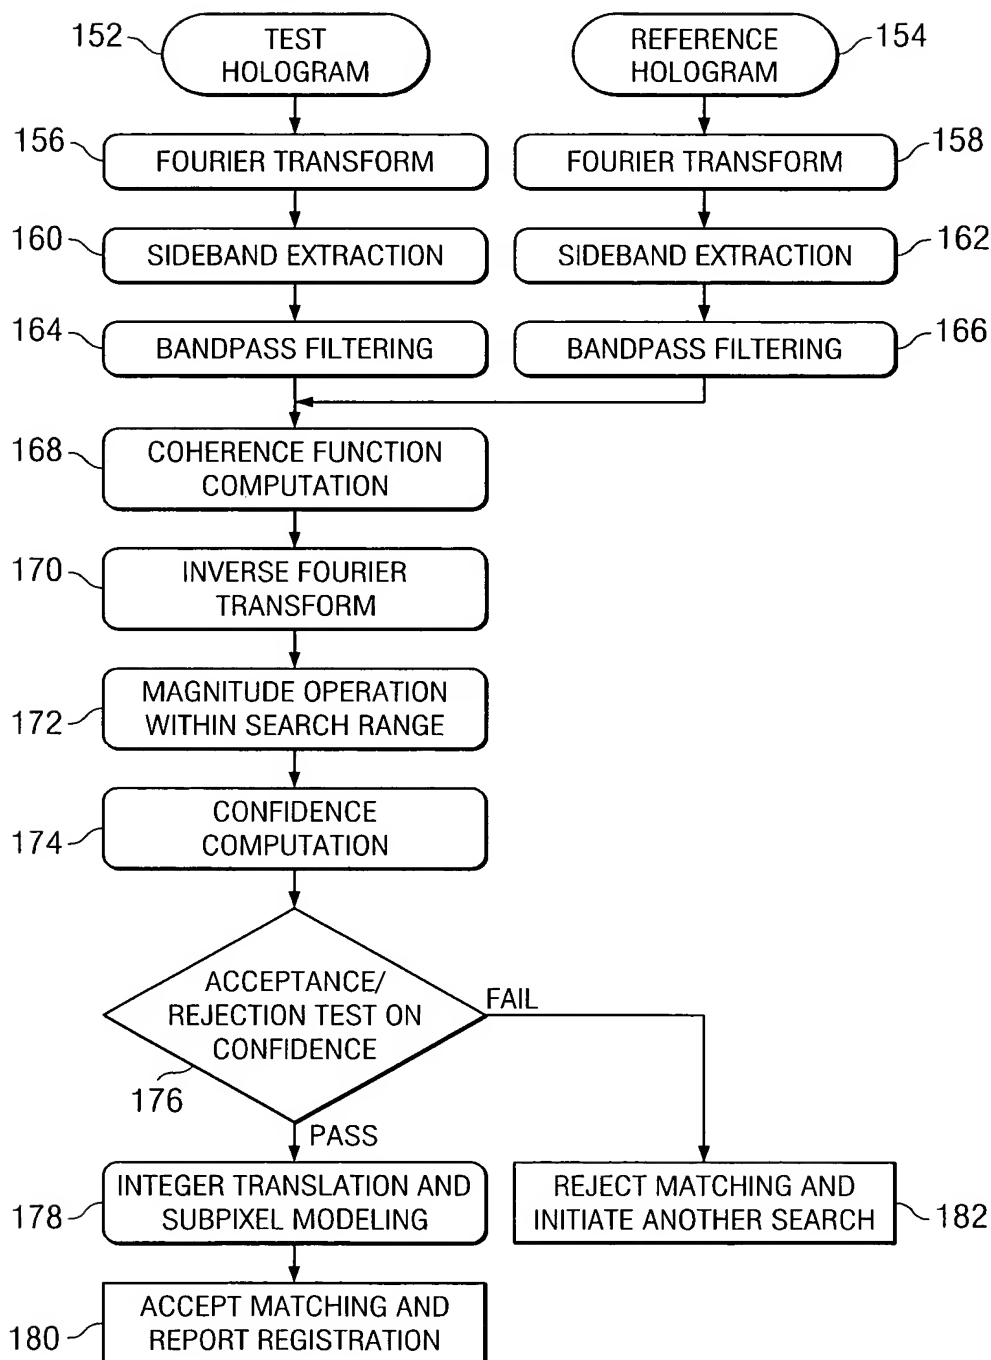 152
TEST
HOLOGRAM
REFERENCE
HOLOGRAM
154
156
FOURIER TRANSFORM
FOURIER TRANSFORM
158
160
SIDEBAND EXTRACTION
SIDEBAND EXTRACTION
162
164
BANDPASS FILTERING
BANDPASS FILTERING
166
168
COHERENCE FUNCTION
COMPUTATION
170
INVERSE FOURIER
TRANSFORM
172
MAGNITUDE OPERATION
WITHIN SEARCH RANGE
174
CONFIDENCE
COMPUTATION
ACCEPTANCE/
REJECTION TEST ON
CONFIDENCE
176
FAIL
PASS
178
INTEGER TRANSLATION AND
SUBPIXEL MODELING
REJECT MATCHING AND
INITIATE ANOTHER SEARCH
182
180
ACCEPT MATCHING AND
REPORT REGISTRATION